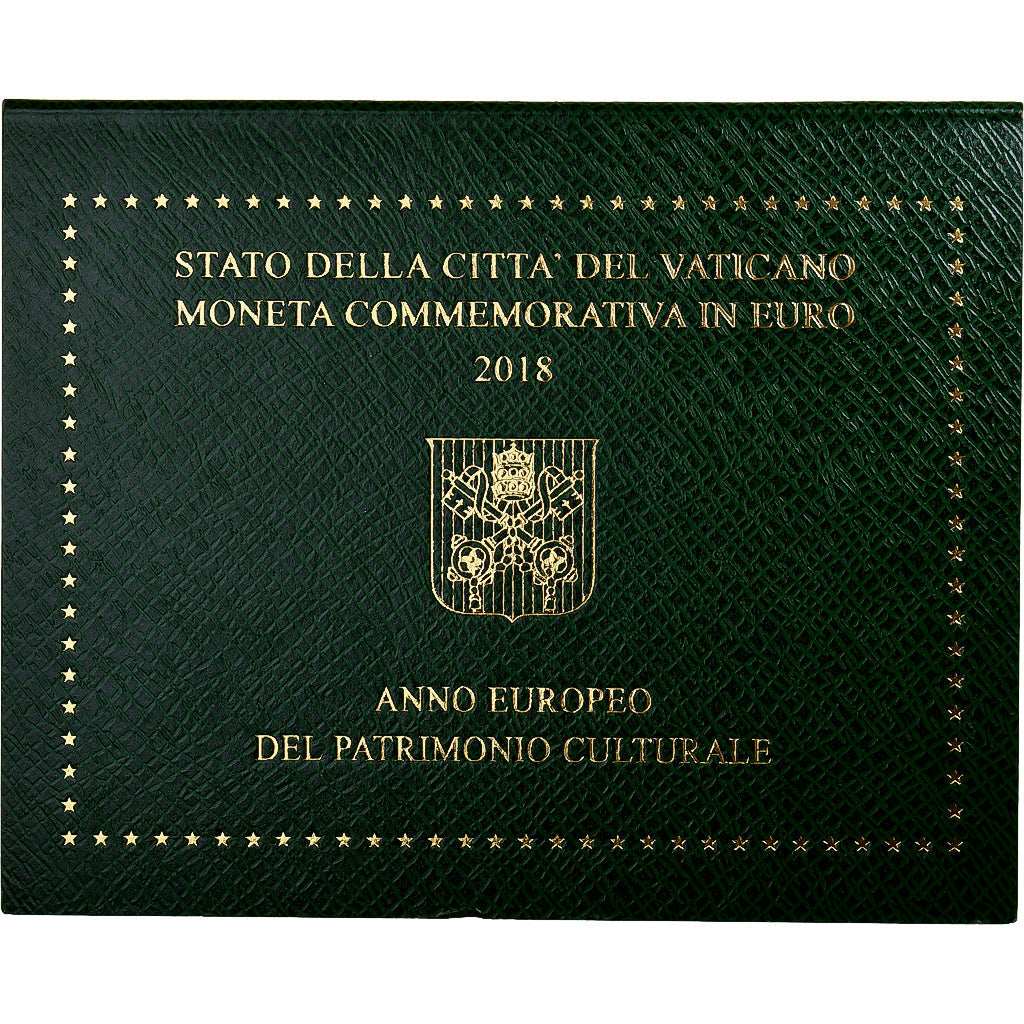 STATO DELLA CITTA' DEL VATICANO
MONETA COMMEMORATIVA IN EURO
2018
ANNO EUROPEO
DEL PATRIMONIO CULTURALE